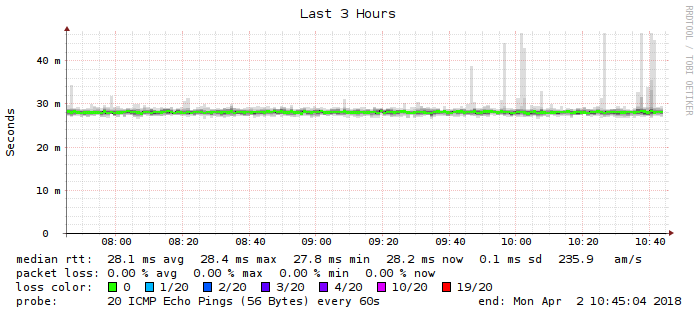 Last 3 Hours
RRDTOOL / TOBI OETIKER
Seconds
40 m
30 m
20 m
10 m
0
08:00 08:20 08:40 09:00 09:20 09:40 10:00 10:20 10:40
median rtt: 28.1 ms avg 28.4 ms max 27.8 ms min 28.2 ms now 0.1 ms sd 235.9 am/s
packet loss: 0.00 % avg 0.00 % max 0.00 % min 0.00 % now
loss color: 0 1/20 2/20 3/20 4/20 10/20 19/20
probe: 20 ICMP Echo Pings (56 Bytes) every 60s end: Mon Apr 2 10:45:04 2018